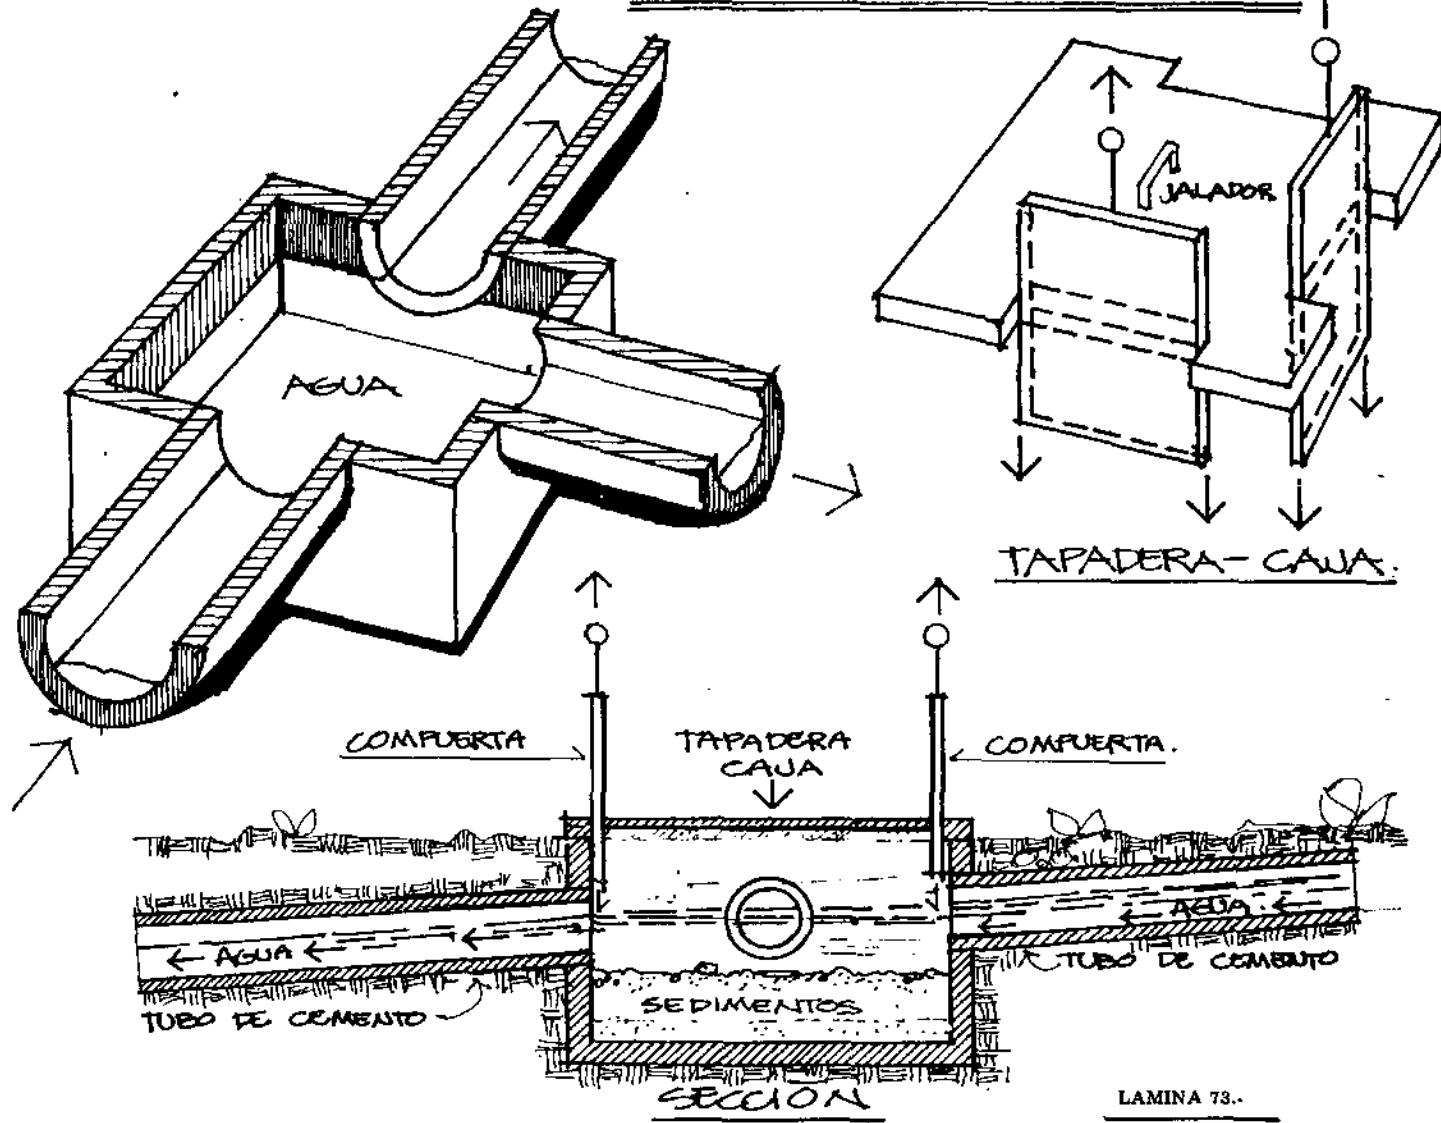 JALADOR
AGUA
TAPADERA-CAJA.
COMPUERTA
TAPADERA
CAJA
COMPUERTA.
AGUA
AGUA
TUBO DE CEMENTO
SEDIMENTOS
TUBO DE CEMENTO
SECCION
LAMINA 73.-